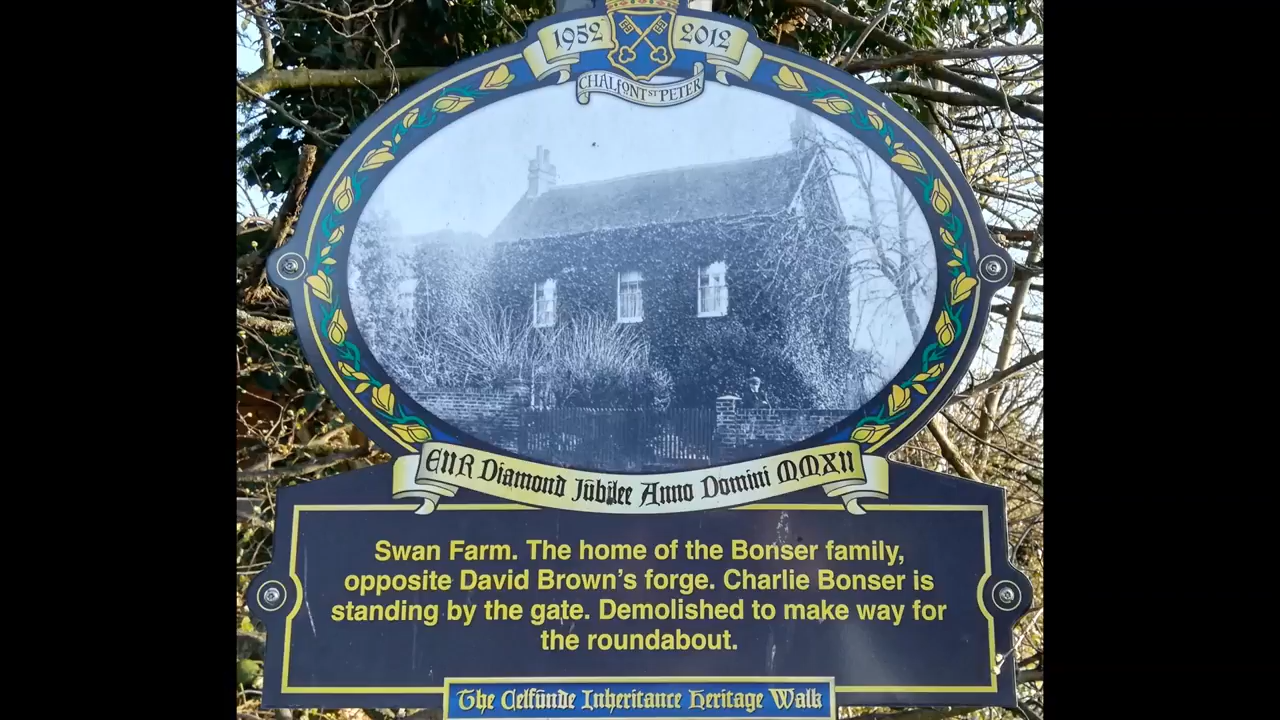 1952 2012
CHALFONT ST PETER
EIIR Diamond Jubilee Anno Domini MMXII
Swan Farm. The home of the Bonser family,
opposite David Brown's forge. Charlie Bonser is
standing by the gate. Demolished to make way for
the roundabout.
The Celfunde Inheritance Heritage Walk